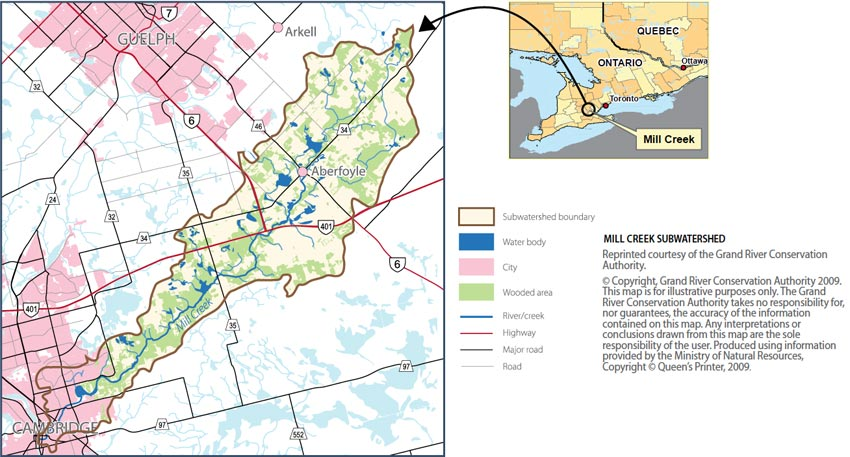 7
GUELPH
Arkell
32
6
46
34
32
Aberfoyle
24
35
34
401
6
401
Mill Creek
35
97
CAMBRIDGE
97
552
QUEBEC
ONTARIO
Ottawa
Toronto
Mill Creek
Subwatershed boundary
Water body
City
Wooded area
River/creek
Highway
Major road
Road
MILL CREEK SUBWATERSHED
Reprinted courtesy of the Grand River Conservation
Authority.
© Copyright, Grand River Conservation Authority 2009.
This map is for illustrative purposes only. The Grand
River Conservation Authority takes no responsibility for,
nor guarantees, the accuracy of the information
contained on this map. Any interpretations or
conclusions drawn from this map are the sole
responsibility of the user. Produced using information
provided by the Ministry of Natural Resources,
Copyright © Queen's Printer, 2009.